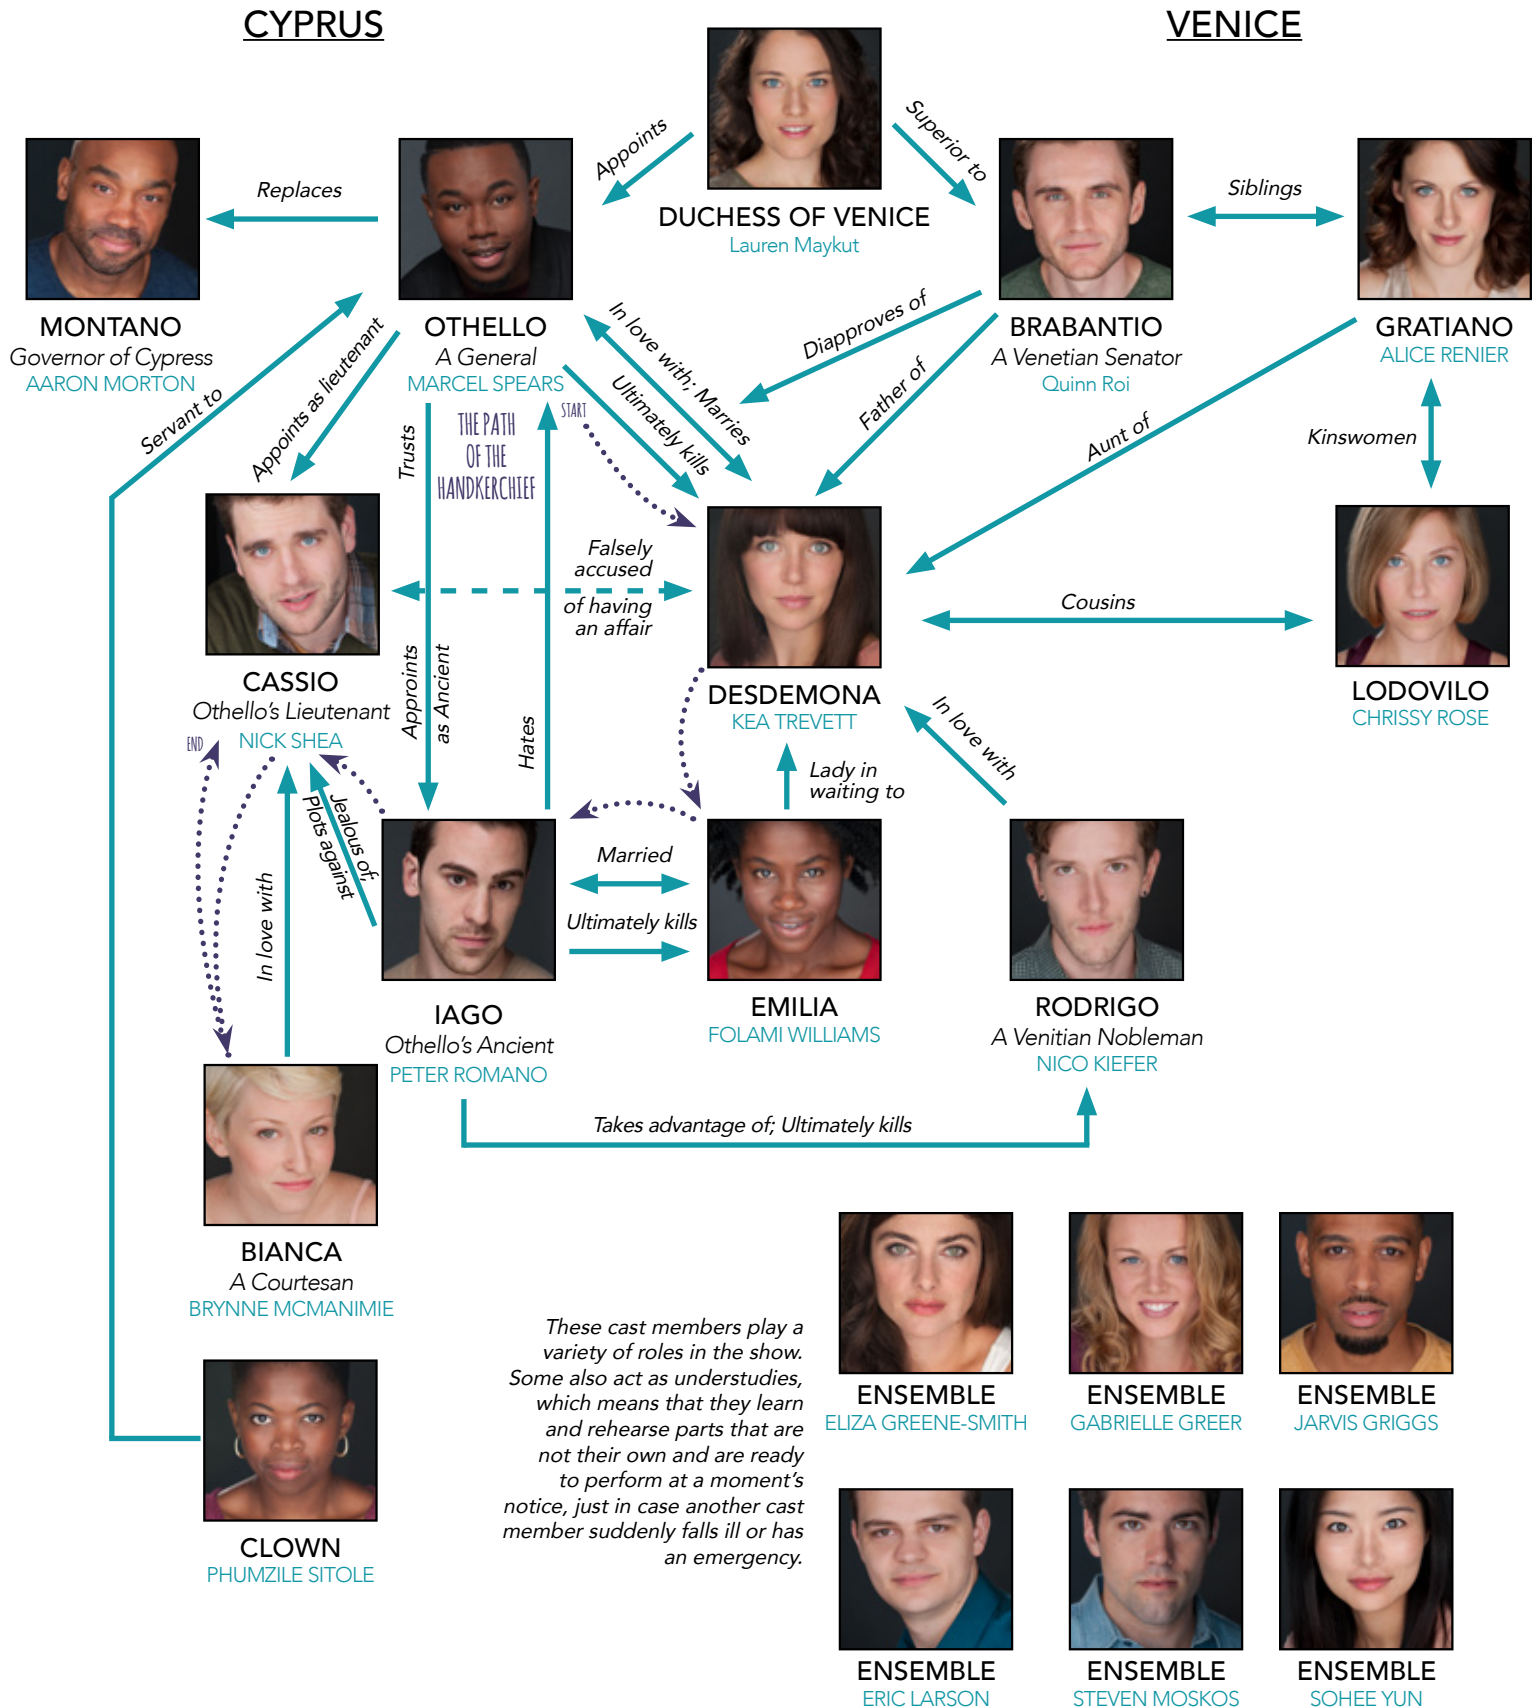 CYPRUS
VENICE
Appoints
Superior to
DUCHESS OF VENICE
Lauren Maykut
Replaces
Siblings
MONTANO
Governor of Cypress
AARON MORTON
OTHELLO
A General
MARCEL SPEARS
BRABANTIO
A Venetian Senator
Quinn Roi
GRATIANO
ALICE RENIER
Servant to
Appoints as lieutenant
Trusts
THE PATH
OF THE
HANDKERCHIEF
START
In love with; Marries
Ultimately kills
Diapproves of
Father of
Aunt of
Kinswomen
Falsely
accused
of having
an affair
Cousins
CASSIO
Othello's Lieutenant
NICK SHEA
END
Approints
as Ancient
Hates
DESDEMONA
KEA TREVETT
LODOVILO
CHRISSY ROSE
In love with
Lady in
waiting to
In love with
Jealous of;
Plots against
Married
Ultimately kills
IAGO
Othello's Ancient
PETER ROMANO
EMILIA
FOLAMI WILLIAMS
RODRIGO
A Venitian Nobleman
NICO KIEFER
Takes advantage of; Ultimately kills
BIANCA
A Courtesan
BRYNNE MCMANIMIE
CLOWN
PHUMZILE SITOLE
These cast members play a
variety of roles in the show.
Some also act as understudies,
which means that they learn
and rehearse parts that are
not their own and are ready
to perform at a moment's
notice, just in case another cast
member suddenly falls ill or has
an emergency.
ENSEMBLE
ELIZA GREENE-SMITH
ENSEMBLE
GABRIELLE GREER
ENSEMBLE
JARVIS GRIGGS
ENSEMBLE
ERIC LARSON
ENSEMBLE
STEVEN MOSKOS
ENSEMBLE
SOHEE YUN